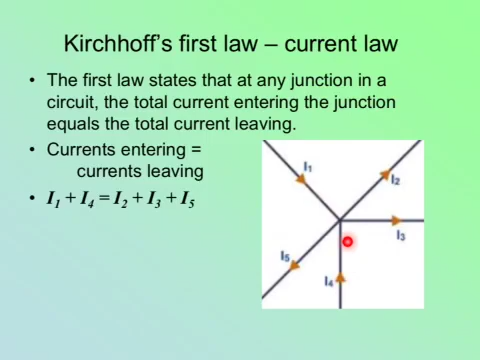 Kirchhoff's first law – current law
• The first law states that at any junction in a
circuit, the total current entering the junction
equals the total current leaving.
• Currents entering =
currents leaving
• I₁ + I₄ = I₂ + I₃ + I₅
I₁
I₂
I₃
I₅
I₄